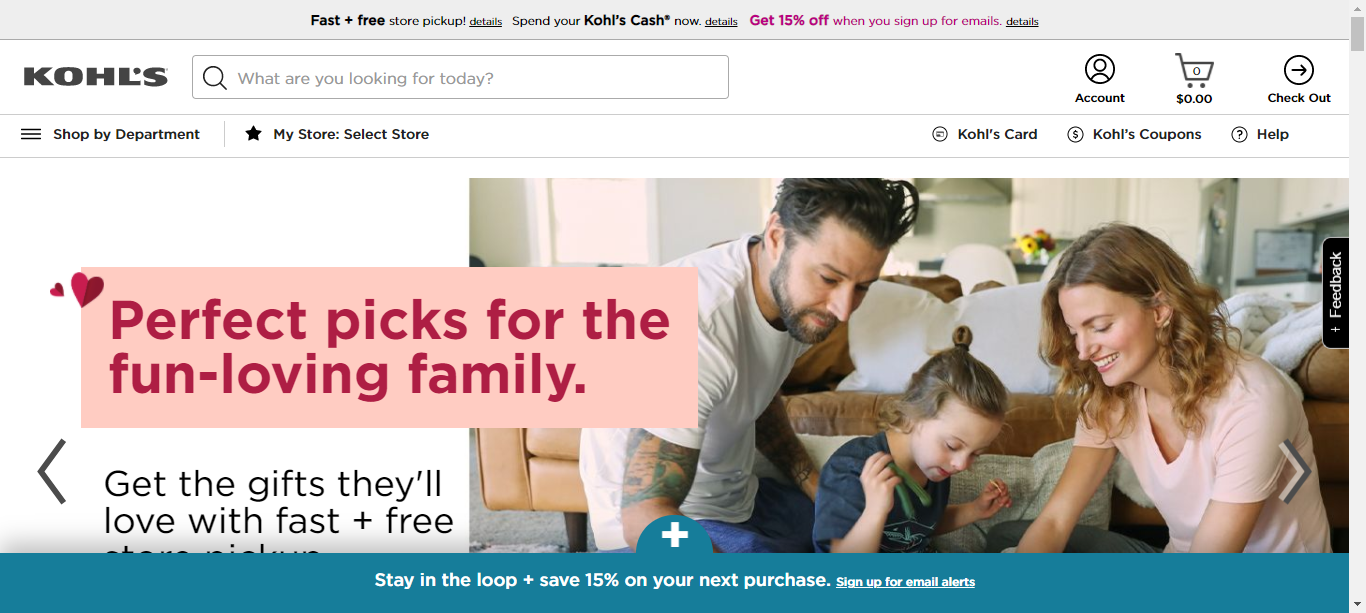 Fast + free store pickup! details Spend your Kohl's Cash® now. details Get 15% off when you sign up for emails. details
KOHL'S
What are you looking for today?
Account
0
$0.00
Check Out
Shop by Department
My Store: Select Store
Kohl's Card
$
Kohl’s Coupons
?
Help
+ Feedback
Perfect picks for the
fun-loving family.
Get the gifts they'll
love with fast + free
store pickup
Stay in the loop + save 15% on your next purchase. Sign up for email alerts